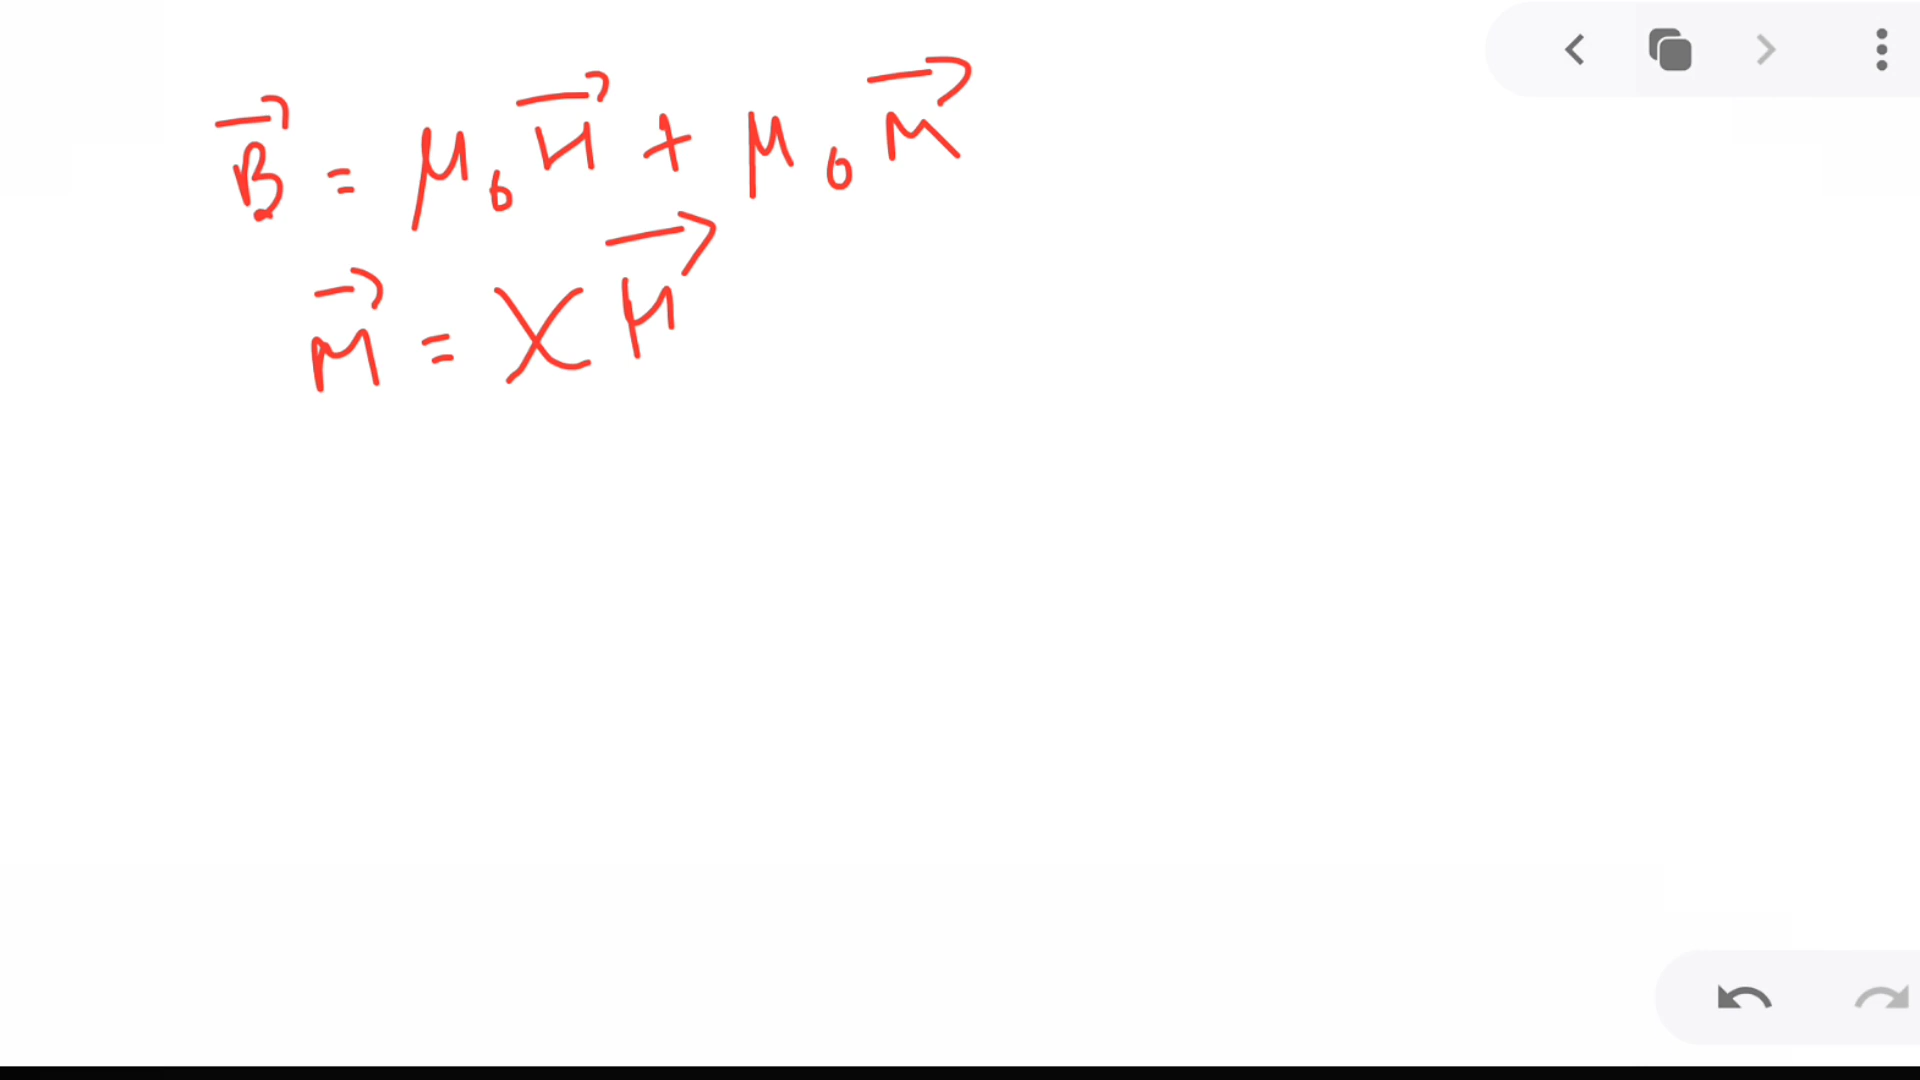 B⃗ = μ₀H⃗ + μ₀M⃗
M⃗ = χH⃗